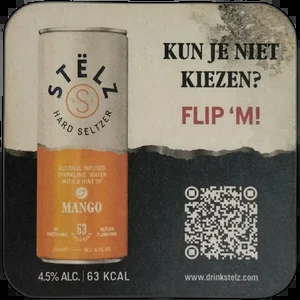 STËLZ
S
HARD SELTZER
ALCOHOL INFUSED
SPARKLING WATER
WITH A HINT OF
MANGO
63
4.5% ALC. | 63 KCAL
KUN JE NIET
KIEZEN?
FLIP 'M!
www.drinkstelz.com